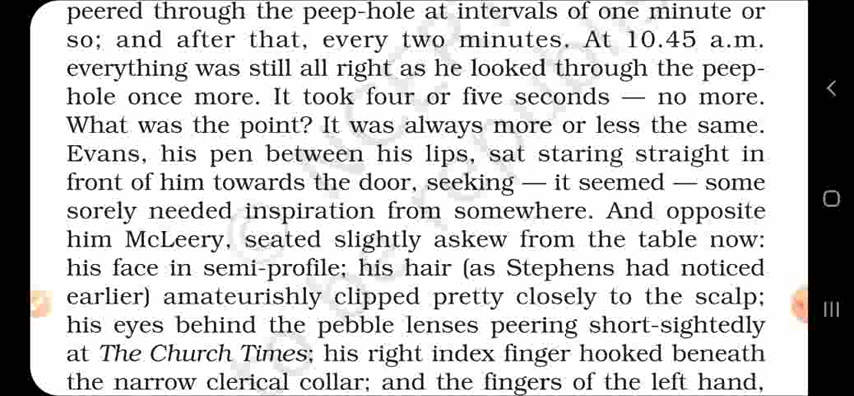 peered through the peep-hole at intervals of one minute or
so; and after that, every two minutes. At 10.45 a.m.
everything was still all right as he looked through the peep-
hole once more. It took four or five seconds — no more.
What was the point? It was always more or less the same.
Evans, his pen between his lips, sat staring straight in
front of him towards the door, seeking — it seemed — some
sorely needed inspiration from somewhere. And opposite
him McLeery, seated slightly askew from the table now:
his face in semi-profile; his hair (as Stephens had noticed
earlier) amateurishly clipped pretty closely to the scalp;
his eyes behind the pebble lenses peering short-sightedly
at The Church Times; his right index finger hooked beneath
the narrow clerical collar; and the fingers of the left hand,